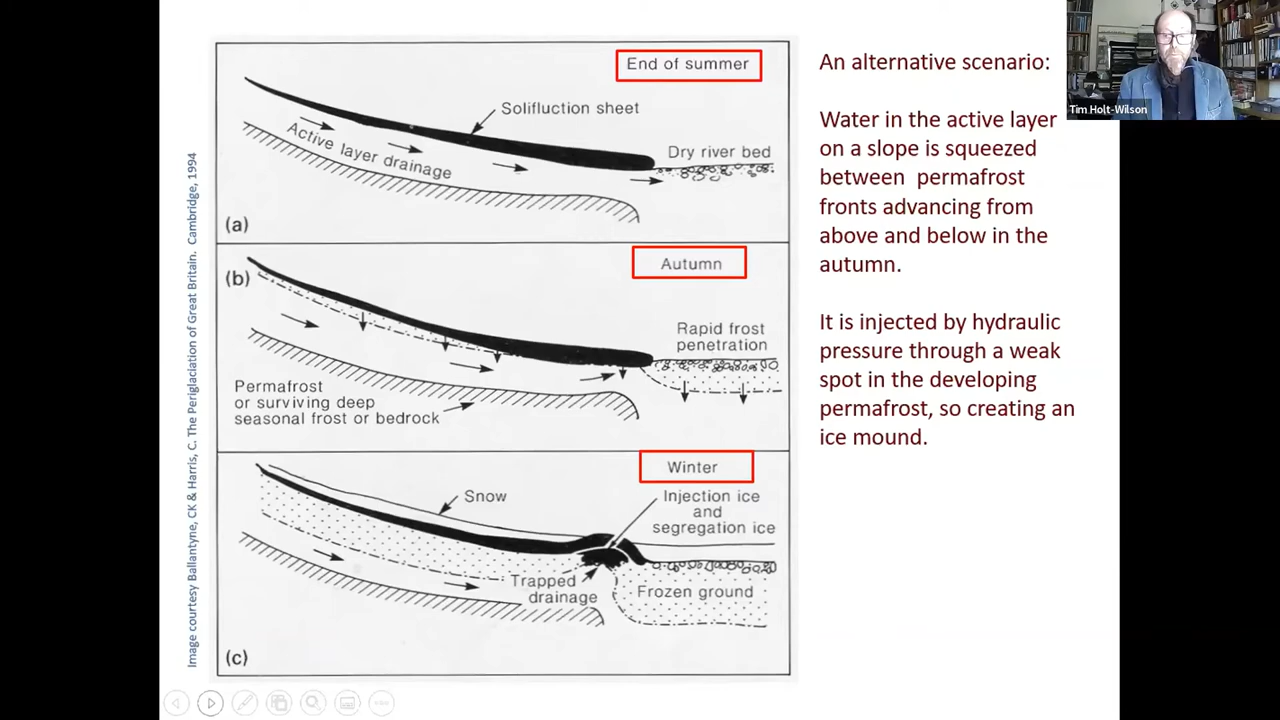 Image courtesy Ballantyne, CK & Harris, C. The Periglaciation of Great Britain. Cambridge, 1994
End of summer
Solifluction sheet
Active layer drainage
Dry river bed
(a)
Autumn
(b)
Rapid frost
penetration
Permafrost
or surviving deep
seasonal frost or bedrock
Winter
Snow
Injection ice
and
segregation ice
Trapped
drainage
Frozen ground
(c)
An alternative scenario:
Water in the active layer
on a slope is squeezed
between permafrost
fronts advancing from
above and below in the
autumn.
It is injected by hydraulic
pressure through a weak
spot in the developing
permafrost, so creating an
ice mound.
Tim Holt-Wilson